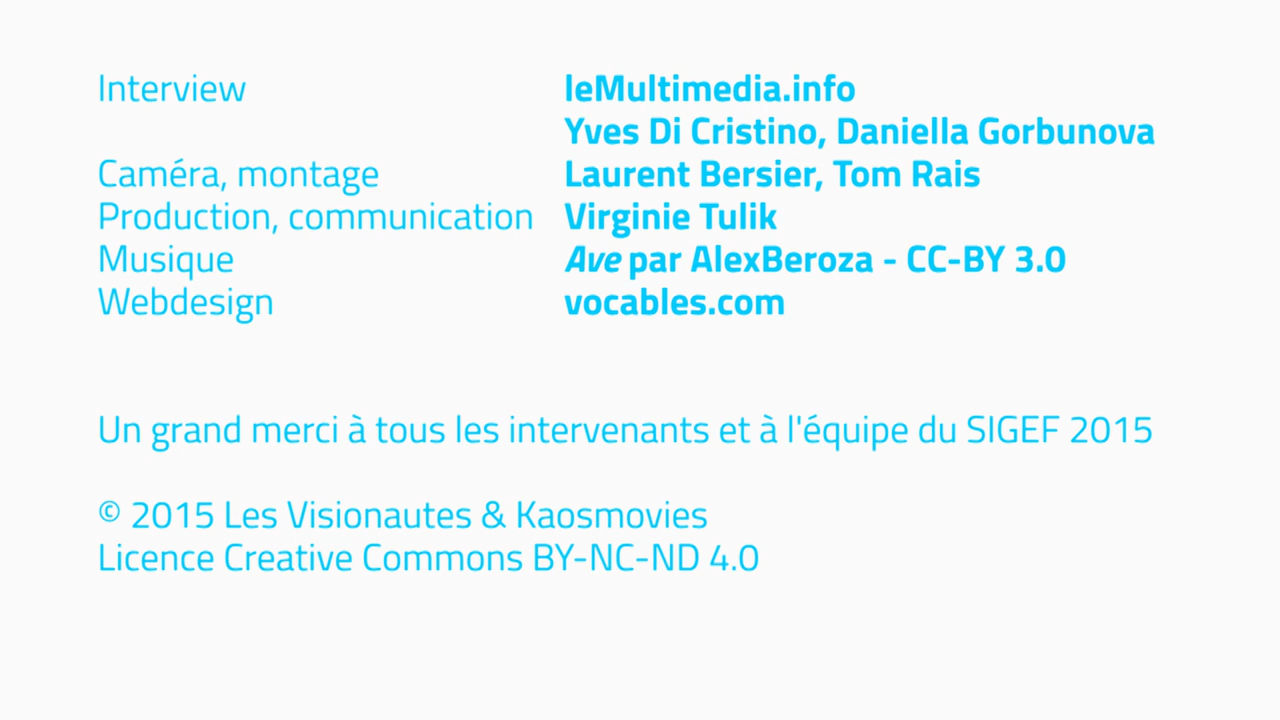 Interview leMultimedia.info
Yves Di Cristino, Daniella Gorbunova
Caméra, montage Laurent Bersier, Tom Rais
Production, communication Virginie Tulik
Musique Ave par AlexBeroza - CC-BY 3.0
Webdesign vocables.com
Un grand merci à tous les intervenants et à l'équipe du SIGEF 2015
© 2015 Les Visionautes & Kaosmovies
Licence Creative Commons BY-NC-ND 4.0